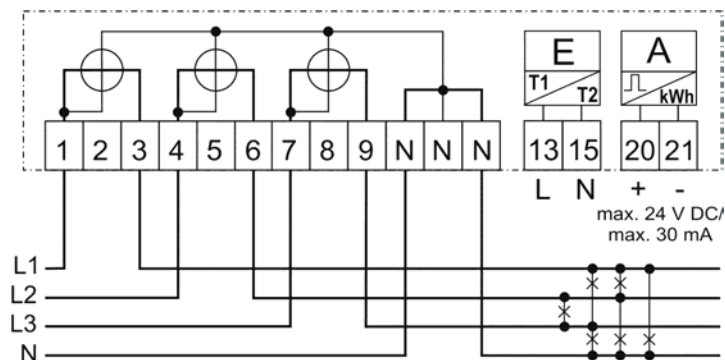 E A
T1 T2 kWh
1 2 3 4 5 6 7 8 9 N N N 13 15 20 21
L N + -
max. 24 V DC/
max. 30 mA
L1
L2
L3
N